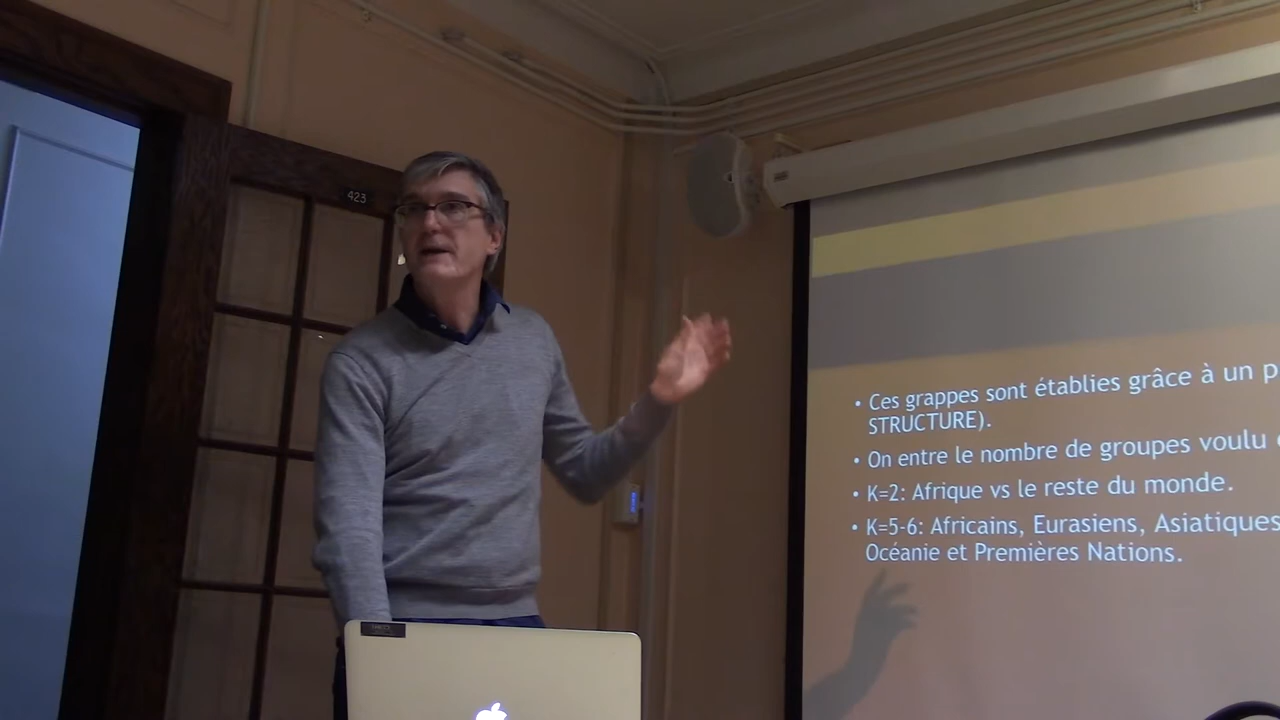 423
• Ces grappes sont établies grâce à un p
STRUCTURE).
• On entre le nombre de groupes voulu
• K=2: Afrique vs le reste du monde.
• K=5-6: Africains, Eurasiens, Asiatiques
Océanie et Premières Nations.